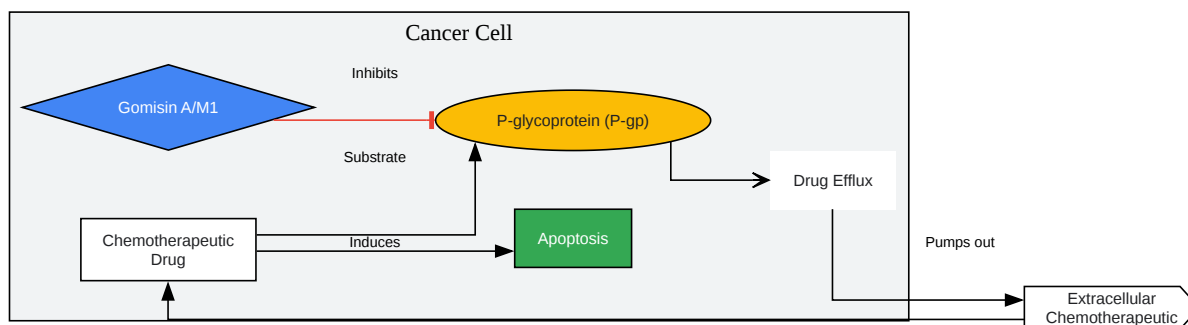 Cancer Cell
Inhibits
Gomisin A/M1
P-glycoprotein (P-gp)
Substrate
Drug Efflux
Chemotherapeutic
Drug
Induces
Apoptosis
Pumps out
Extracellular
Chemotherapeutic